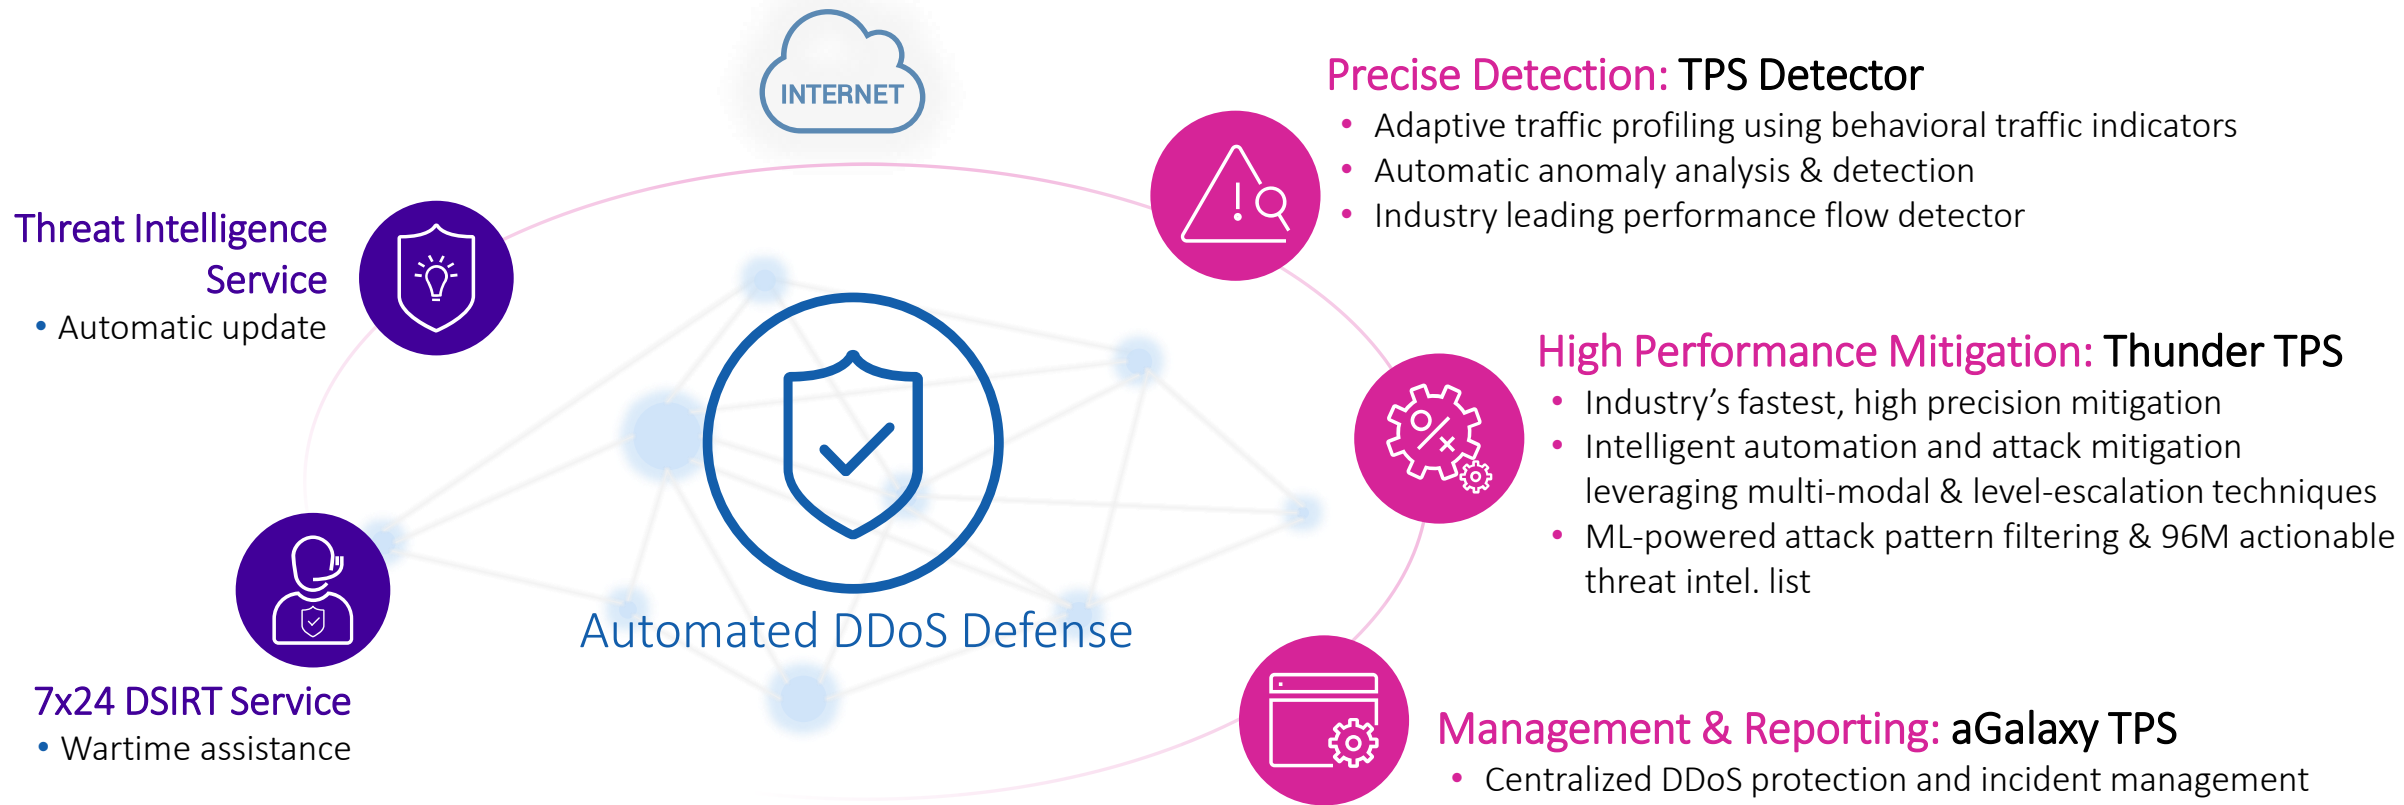 INTERNET
Threat Intelligence
Service
• Automatic update
7x24 DSIRT Service
• Wartime assistance
Automated DDoS Defense
Precise Detection: TPS Detector
• Adaptive traffic profiling using behavioral traffic indicators
• Automatic anomaly analysis & detection
• Industry leading performance flow detector
High Performance Mitigation: Thunder TPS
• Industry’s fastest, high precision mitigation
• Intelligent automation and attack mitigation
leveraging multi-modal & level-escalation techniques
• ML-powered attack pattern filtering & 96M actionable
threat intel. list
Management & Reporting: aGalaxy TPS
• Centralized DDoS protection and incident management